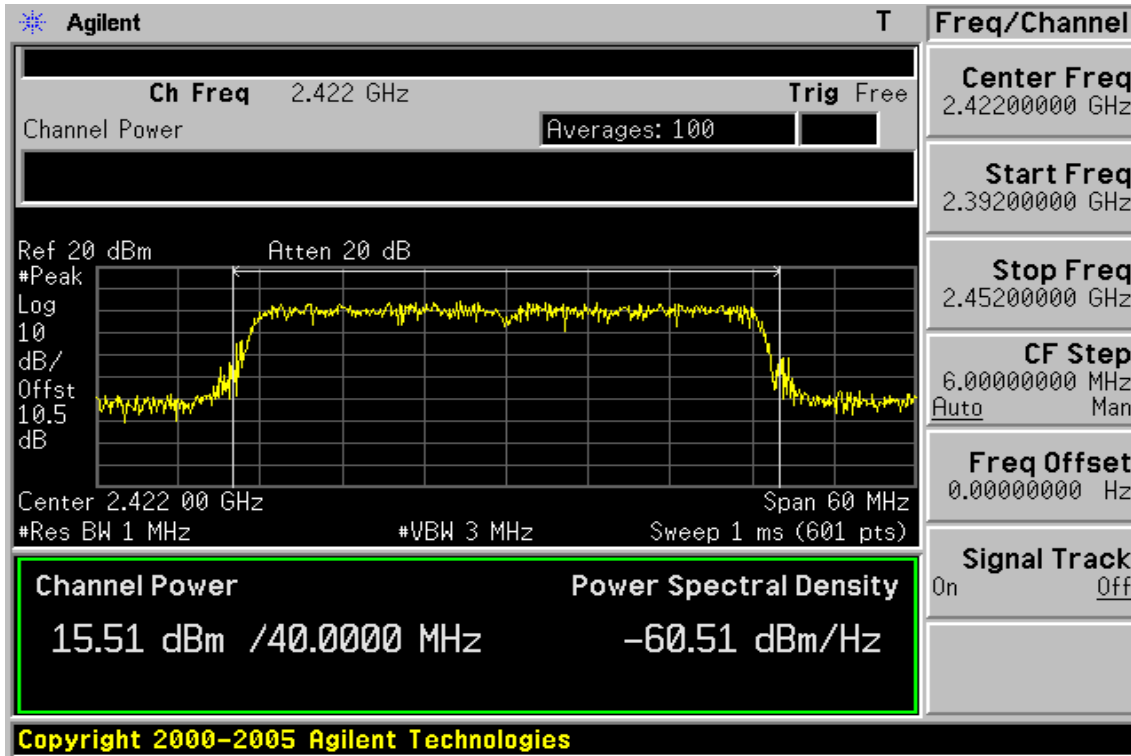 Agilent T
Ch Freq 2.422 GHz Trig Free
Channel Power Averages: 100
Ref 20 dBm Atten 20 dB
#Peak
Log
10
dB/
Offst
10.5
dB
Center 2.422 00 GHz Span 60 MHz
#Res BW 1 MHz #VBW 3 MHz Sweep 1 ms (601 pts)
Channel Power Power Spectral Density
15.51 dBm /40.0000 MHz -60.51 dBm/Hz
Copyright 2000-2005 Agilent Technologies
Freq/Channel
Center Freq
2.42200000 GHz
Start Freq
2.39200000 GHz
Stop Freq
2.45200000 GHz
CF Step
6.00000000 MHz
Auto Man
Freq Offset
0.00000000 Hz
Signal Track
On Off